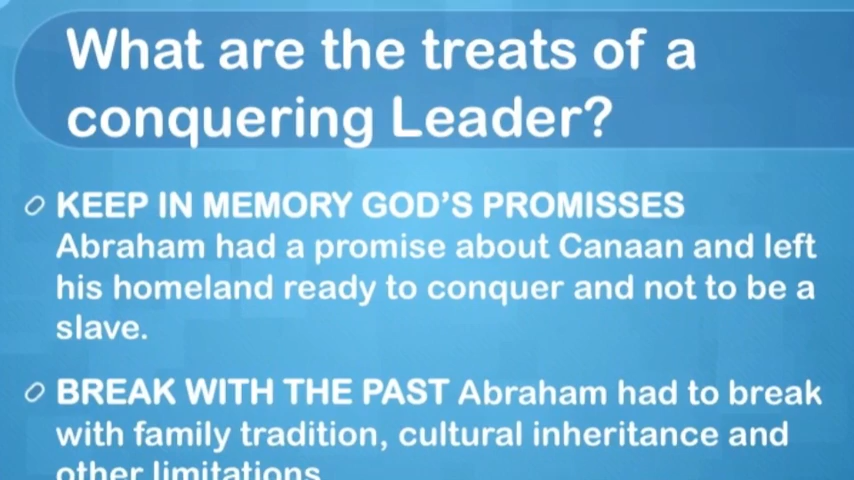 What are the treats of a
conquering Leader?
KEEP IN MEMORY GOD'S PROMISSES
Abraham had a promise about Canaan and left
his homeland ready to conquer and not to be a
slave.
BREAK WITH THE PAST Abraham had to break
with family tradition, cultural inheritance and
other limitations